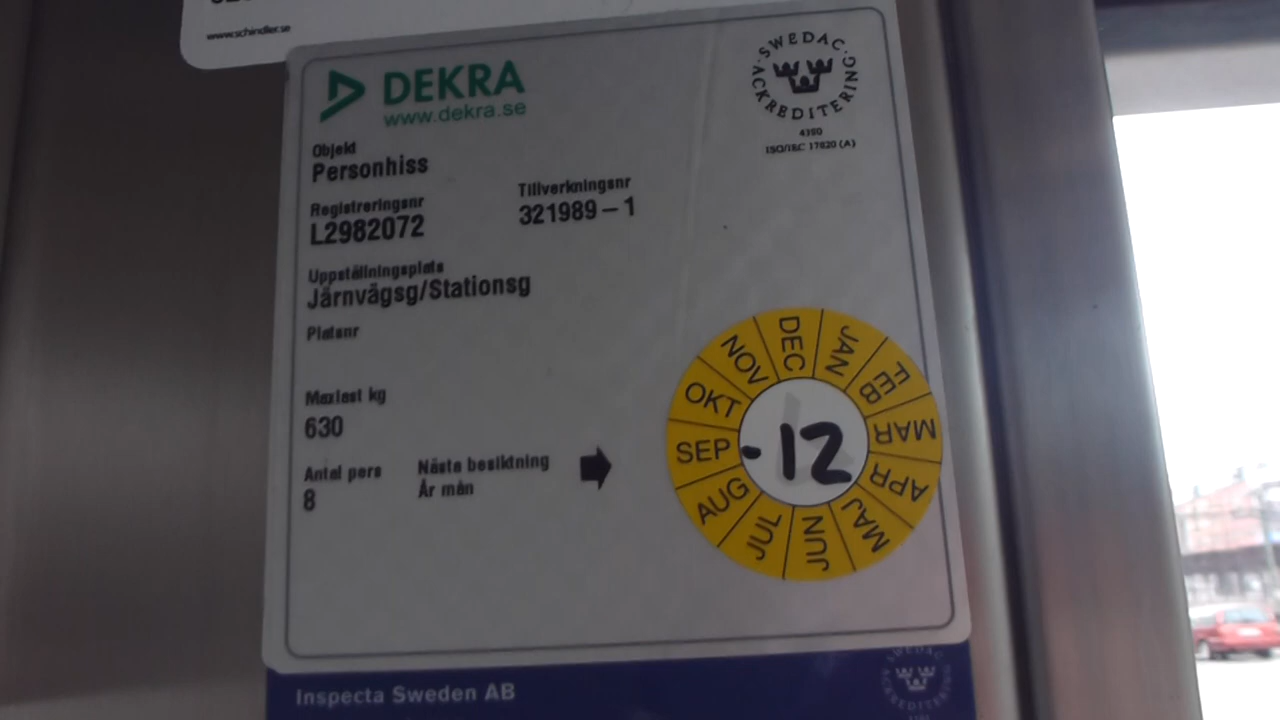 www.schindler.se
DEKRA
www.dekra.se
SWEDAC
ACKREDITERING
4350
ISO/IEC 17020 (A)
Objekt
Personhiss
Registreringsnr
L2982072
Tillverkningsnr
321989 – 1
Uppställningsplats
Järnvägsg/Stationsg
Platsnr
Maxlast kg
630
Antal pers
8
Nästa besiktning
År mån
JAN
FEB
MAR
APR
MAJ
JUN
JUL
AUG
SEP
OKT
NOV
DEC
-12
Inspecta Sweden AB
SWEDAC
ACKREDITERING